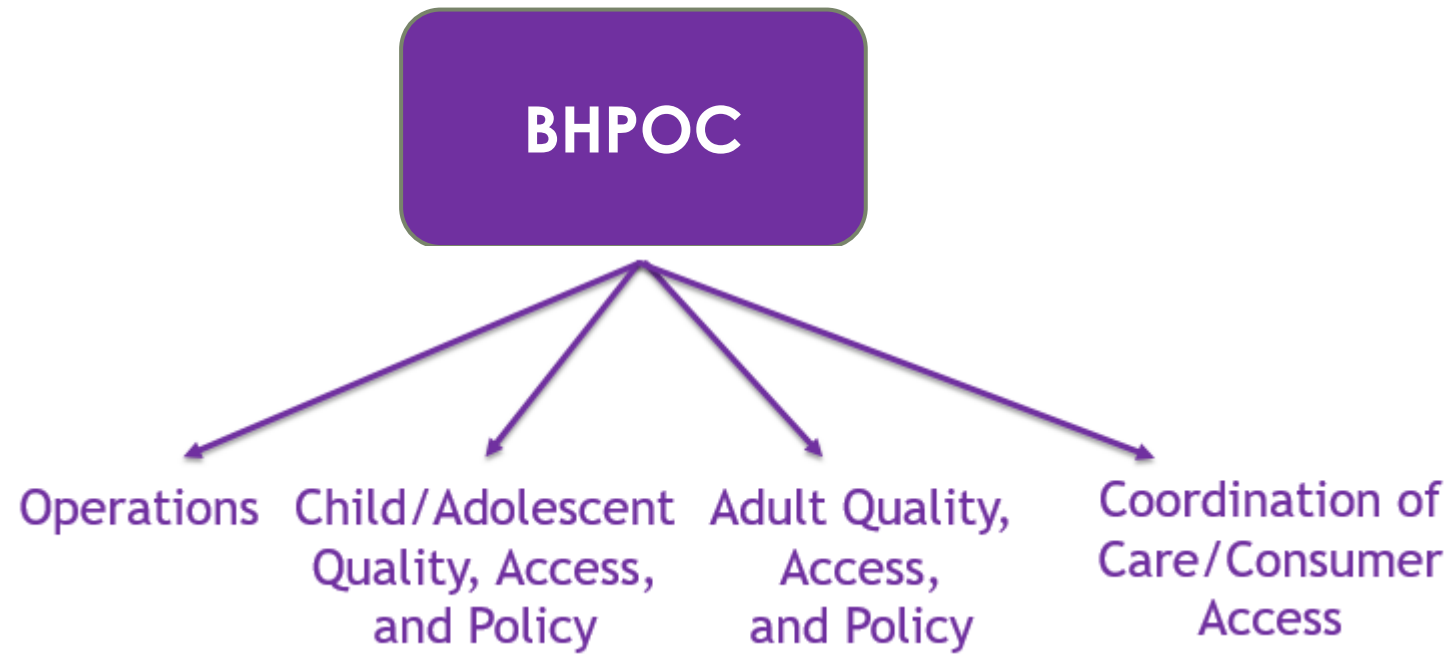 BHPOC
Operations
Child/Adolescent
Quality, Access,
and Policy
Adult Quality,
Access,
and Policy
Coordination of
Care/Consumer
Access